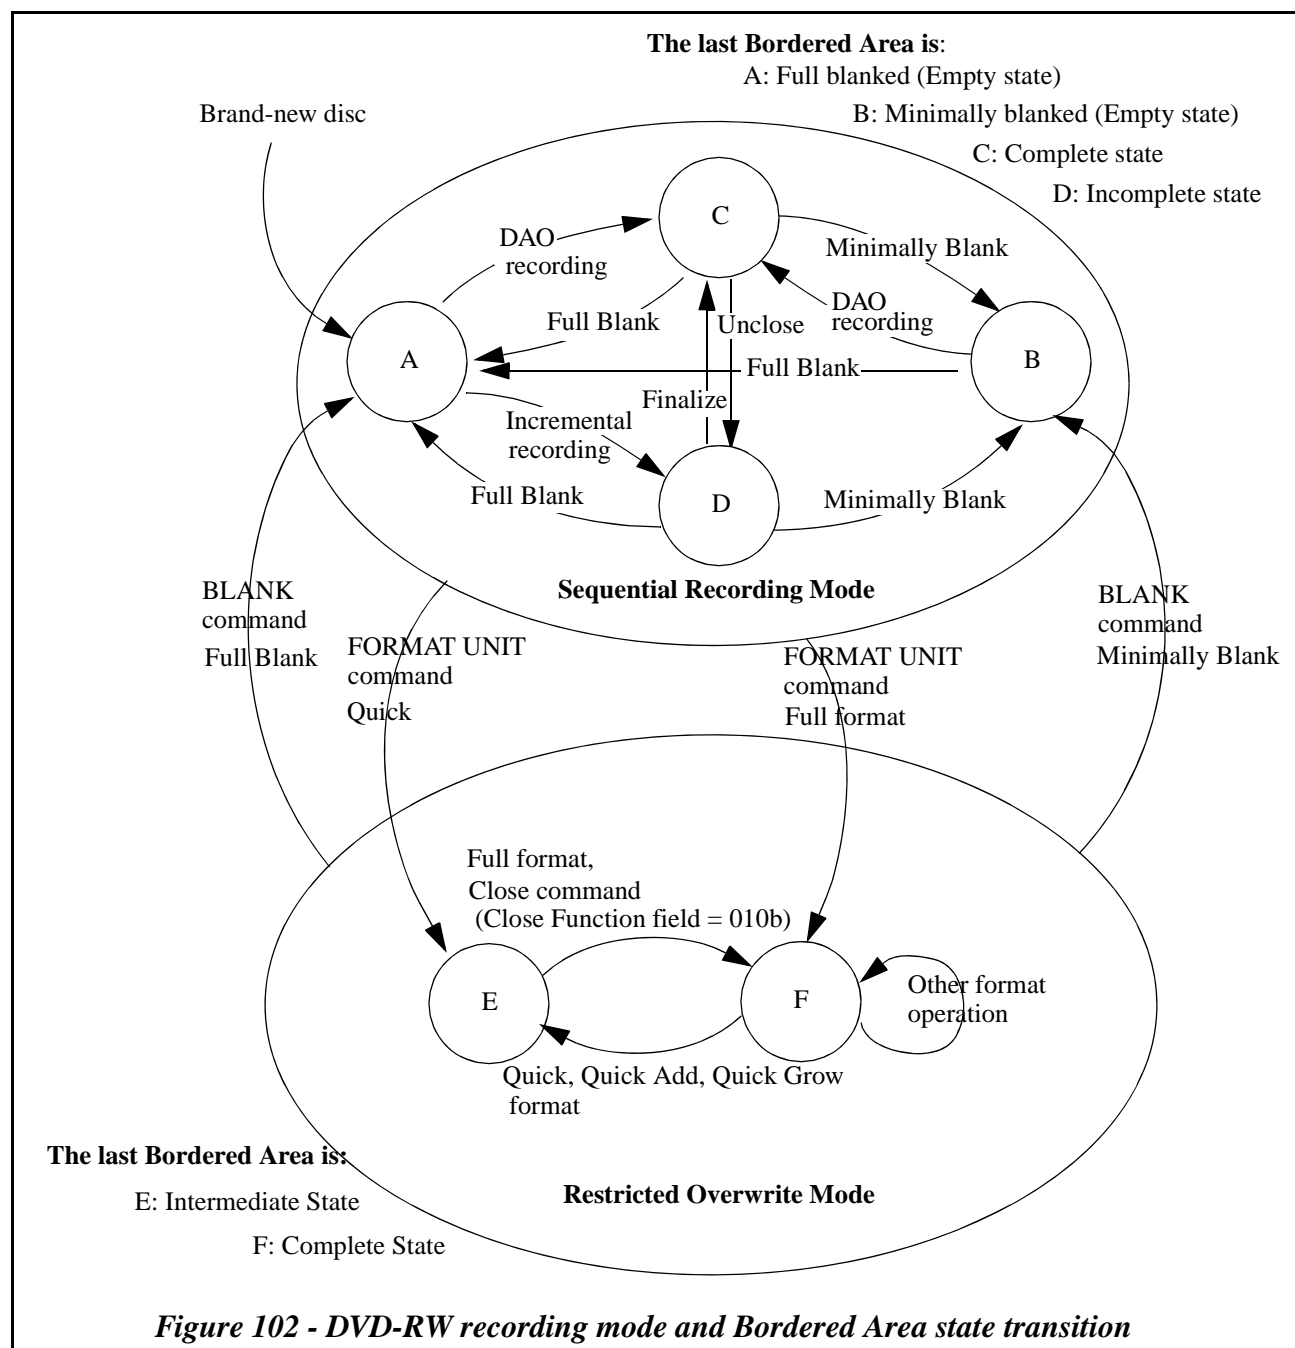 The last Bordered Area is:
A: Full blanked (Empty state)
Brand-new disc
B: Minimally blanked (Empty state)
C: Complete state
D: Incomplete state
C
DAO
recording
Minimally Blank
DAO
recording
Full Blank
Unclose
A
B
Full Blank
Finalize
Incremental
recording
Full Blank
D
Minimally Blank
Sequential Recording Mode
BLANK
command
Full Blank
FORMAT UNIT
command
Quick
FORMAT UNIT
command
Full format
BLANK
command
Minimally Blank
Full format,
Close command
(Close Function field = 010b)
E
F
Other format
operation
Quick, Quick Add, Quick Grow
format
The last Bordered Area is:
E: Intermediate State
F: Complete State
Restricted Overwrite Mode
Figure 102 - DVD-RW recording mode and Bordered Area state transition